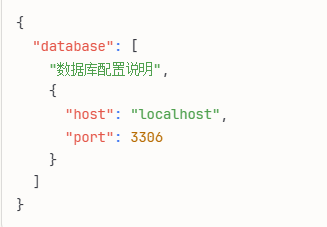 {
  "database": [
    "数据库配置说明",
    {
      "host": "localhost",
      "port": 3306
    }
  ]
}